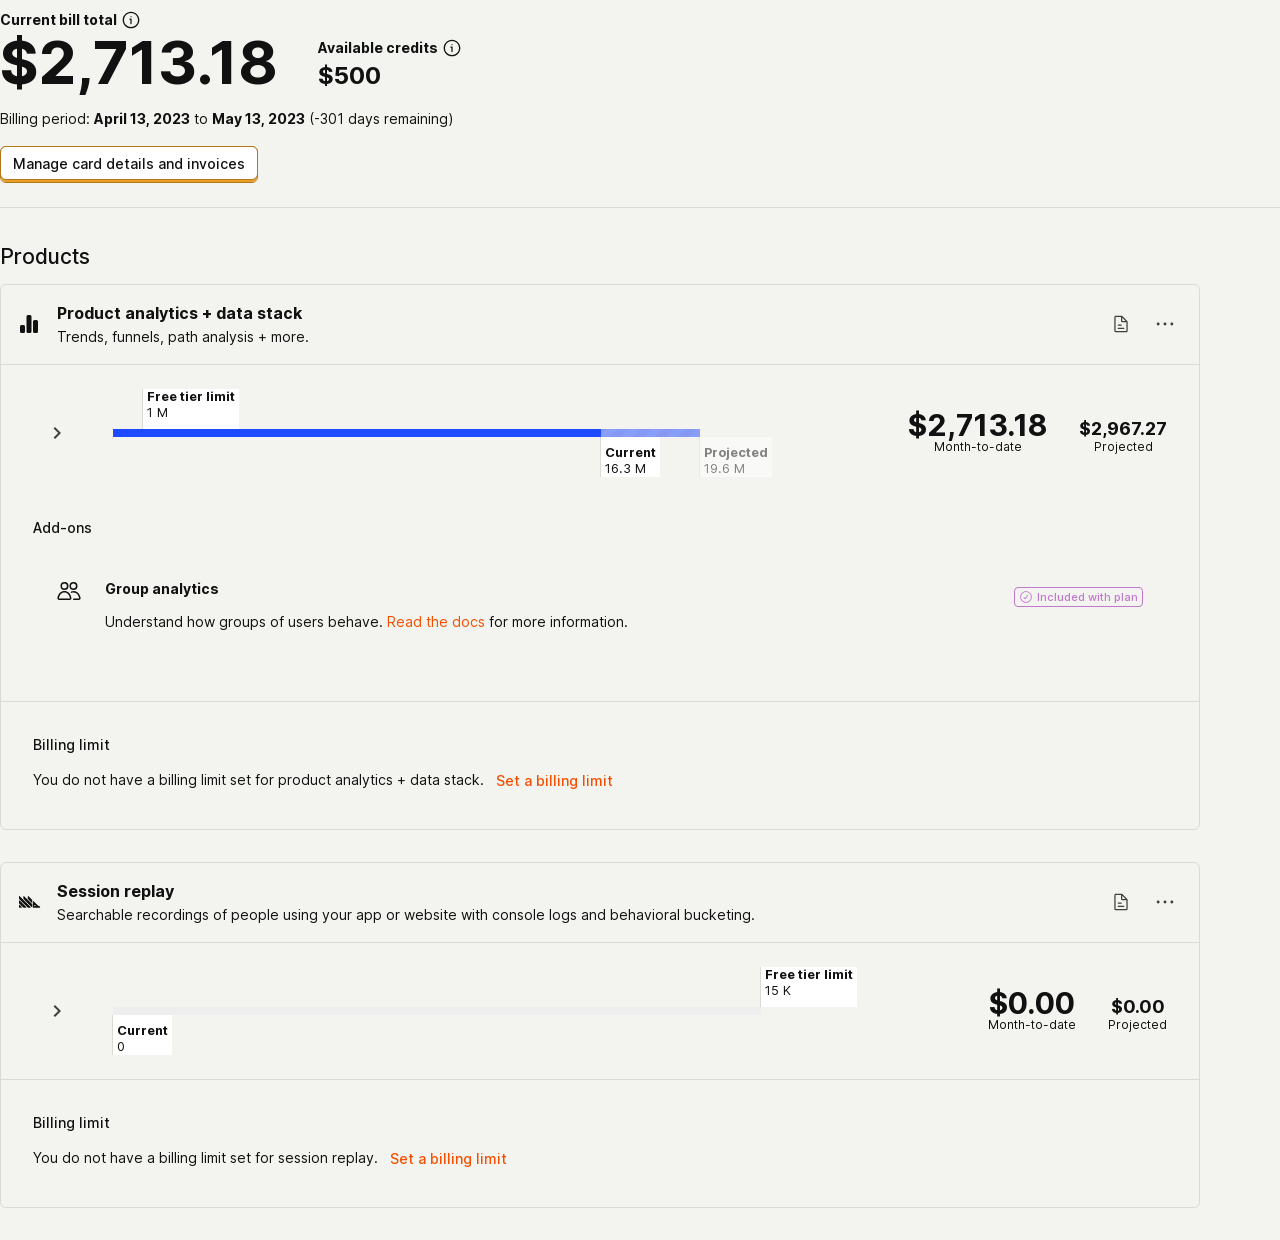 Current bill total
$2,713.18
Available credits
$500
Billing period: April 13, 2023 to May 13, 2023 (-301 days remaining)
Manage card details and invoices
Products
Product analytics + data stack
Trends, funnels, path analysis + more.
Free tier limit
1 M
Current
16.3 M
Projected
19.6 M
$2,713.18
Month-to-date
$2,967.27
Projected
Add-ons
Group analytics
Included with plan
Understand how groups of users behave. Read the docs for more information.
Billing limit
You do not have a billing limit set for product analytics + data stack. Set a billing limit
Session replay
Searchable recordings of people using your app or website with console logs and behavioral bucketing.
Free tier limit
15 K
Current
0
$0.00
Month-to-date
$0.00
Projected
Billing limit
You do not have a billing limit set for session replay. Set a billing limit